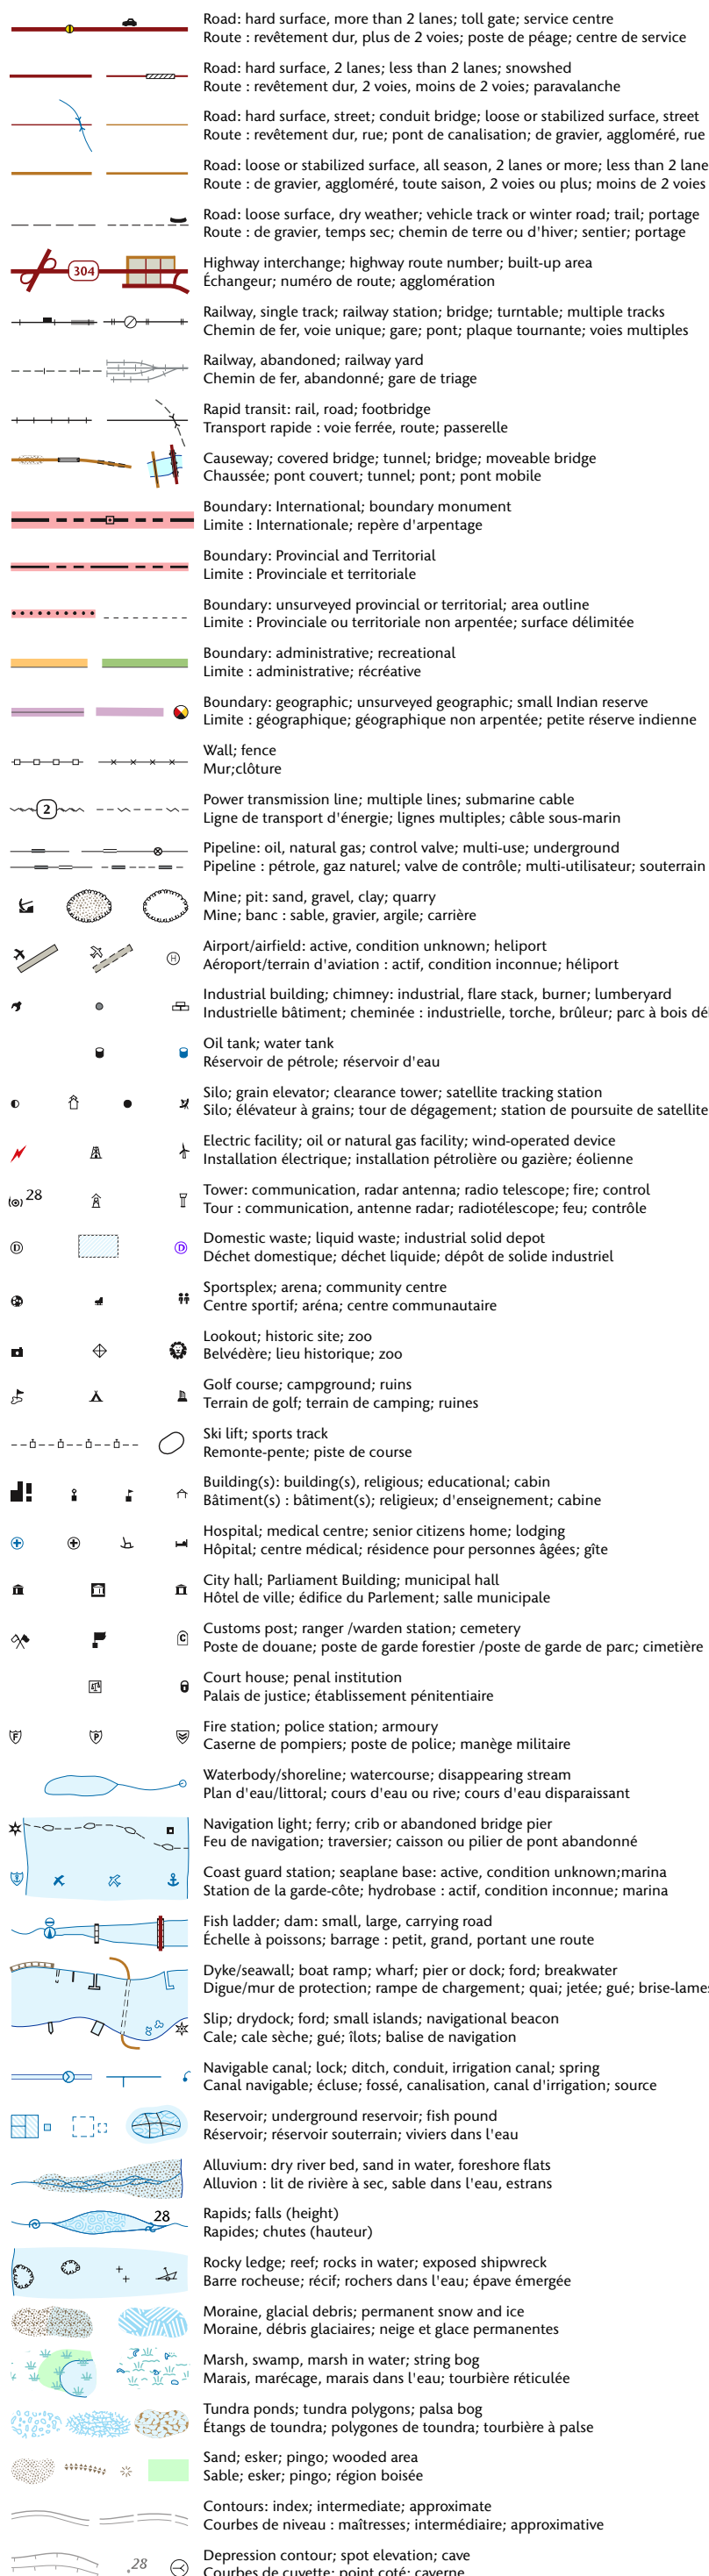 Road: hard surface, more than 2 lanes; toll gate; service centre
Route : revêtement dur, plus de 2 voies; poste de péage; centre de service
Road: hard surface, 2 lanes; less than 2 lanes; snowshed
Route : revêtement dur, 2 voies, moins de 2 voies; paravalanche
Road: hard surface, street; conduit bridge; loose or stabilized surface, street
Route : revêtement dur, rue; pont de canalisation; de gravier, aggloméré, rue
Road: loose or stabilized surface, all season, 2 lanes or more; less than 2 lane
Route : de gravier, aggloméré, toute saison, 2 voies ou plus; moins de 2 voies
Road: loose surface, dry weather; vehicle track or winter road; trail; portage
Route : de gravier, temps sec; chemin de terre ou d'hiver; sentier; portage
304
Highway interchange; highway route number; built-up area
Échangeur; numéro de route; agglomération
Railway, single track; railway station; bridge; turntable; multiple tracks
Chemin de fer, voie unique; gare; pont; plaque tournante; voies multiples
Railway, abandoned; railway yard
Chemin de fer, abandonné; gare de triage
Rapid transit: rail, road; footbridge
Transport rapide : voie ferrée, route; passerelle
Causeway; covered bridge; tunnel; bridge; moveable bridge
Chaussée; pont couvert; tunnel; pont; pont mobile
Boundary: International; boundary monument
Limite : Internationale; repère d'arpentage
Boundary: Provincial and Territorial
Limite : Provinciale et territoriale
Boundary: unsurveyed provincial or territorial; area outline
Limite : Provinciale ou territoriale non arpentée; surface délimitée
Boundary: administrative; recreational
Limite : administrative; récréative
Boundary: geographic; unsurveyed geographic; small Indian reserve
Limite : géographique; géographique non arpentée; petite réserve indienne
Wall; fence
Mur;clôture
2
Power transmission line; multiple lines; submarine cable
Ligne de transport d'énergie; lignes multiples; câble sous-marin
Pipeline: oil, natural gas; control valve; multi-use; underground
Pipeline : pétrole, gaz naturel; valve de contrôle; multi-utilisateur; souterrain
Mine; pit: sand, gravel, clay; quarry
Mine; banc : sable, gravier, argile; carrière
H
Airport/airfield: active, condition unknown; heliport
Aéroport/terrain d'aviation : actif, condition inconnue; héliport
Industrial building; chimney: industrial, flare stack, burner; lumberyard
Industrielle bâtiment; cheminée : industrielle, torche, brûleur; parc à bois dé
Oil tank; water tank
Réservoir de pétrole; réservoir d'eau
Silo; grain elevator; clearance tower; satellite tracking station
Silo; élévateur à grains; tour de dégagement; station de poursuite de satellite
Electric facility; oil or natural gas facility; wind-operated device
Installation électrique; installation pétrolière ou gazière; éolienne
28
Tower: communication, radar antenna; radio telescope; fire; control
Tour : communication, antenne radar; radiotélescope; feu; contrôle
D D
Domestic waste; liquid waste; industrial solid depot
Déchet domestique; déchet liquide; dépôt de solide industriel
Sportsplex; arena; community centre
Centre sportif; aréna; centre communautaire
Lookout; historic site; zoo
Belvédère; lieu historique; zoo
Golf course; campground; ruins
Terrain de golf; terrain de camping; ruines
Ski lift; sports track
Remonte-pente; piste de course
Building(s): building(s), religious; educational; cabin
Bâtiment(s) : bâtiment(s); religieux; d'enseignement; cabine
Hospital; medical centre; senior citizens home; lodging
Hôpital; centre médical; résidence pour personnes âgées; gîte
City hall; Parliament Building; municipal hall
Hôtel de ville; édifice du Parlement; salle municipale
C
Customs post; ranger /warden station; cemetery
Poste de douane; poste de garde forestier /poste de garde de parc; cimetière
Court house; penal institution
Palais de justice; établissement pénitentiaire
F P
Fire station; police station; armoury
Caserne de pompiers; poste de police; manège militaire
Waterbody/shoreline; watercourse; disappearing stream
Plan d'eau/littoral; cours d'eau ou rive; cours d'eau disparaissant
Navigation light; ferry; crib or abandoned bridge pier
Feu de navigation; traversier; caisson ou pilier de pont abandonné
Coast guard station; seaplane base: active, condition unknown;marina
Station de la garde-côte; hydrobase : actif, condition inconnue; marina
Fish ladder; dam: small, large, carrying road
Échelle à poissons; barrage : petit, grand, portant une route
Dyke/seawall; boat ramp; wharf; pier or dock; ford; breakwater
Digue/mur de protection; rampe de chargement; quai; jetée; gué; brise-lames
Slip; drydock; ford; small islands; navigational beacon
Cale; cale sèche; gué; îlots; balise de navigation
Navigable canal; lock; ditch, conduit, irrigation canal; spring
Canal navigable; écluse; fossé, canalisation, canal d'irrigation; source
Reservoir; underground reservoir; fish pound
Réservoir; réservoir souterrain; viviers dans l'eau
Alluvium: dry river bed, sand in water, foreshore flats
Alluvion : lit de rivière à sec, sable dans l'eau, estrans
28
Rapids; falls (height)
Rapides; chutes (hauteur)
Rocky ledge; reef; rocks in water; exposed shipwreck
Barre rocheuse; récif; rochers dans l'eau; épave émergée
Moraine, glacial debris; permanent snow and ice
Moraine, débris glaciaires; neige et glace permanentes
Marsh, swamp, marsh in water; string bog
Marais, marécage, marais dans l'eau; tourbière réticulée
Tundra ponds; tundra polygons; palsa bog
Étangs de toundra; polygones de toundra; tourbière à palse
Sand; esker; pingo; wooded area
Sable; esker; pingo; région boisée
Contours: index; intermediate; approximate
Courbes de niveau : maîtresses; intermédiaire; approximative
.28
Depression contour; spot elevation; cave
Courbes de cuvette; point coté; caverne